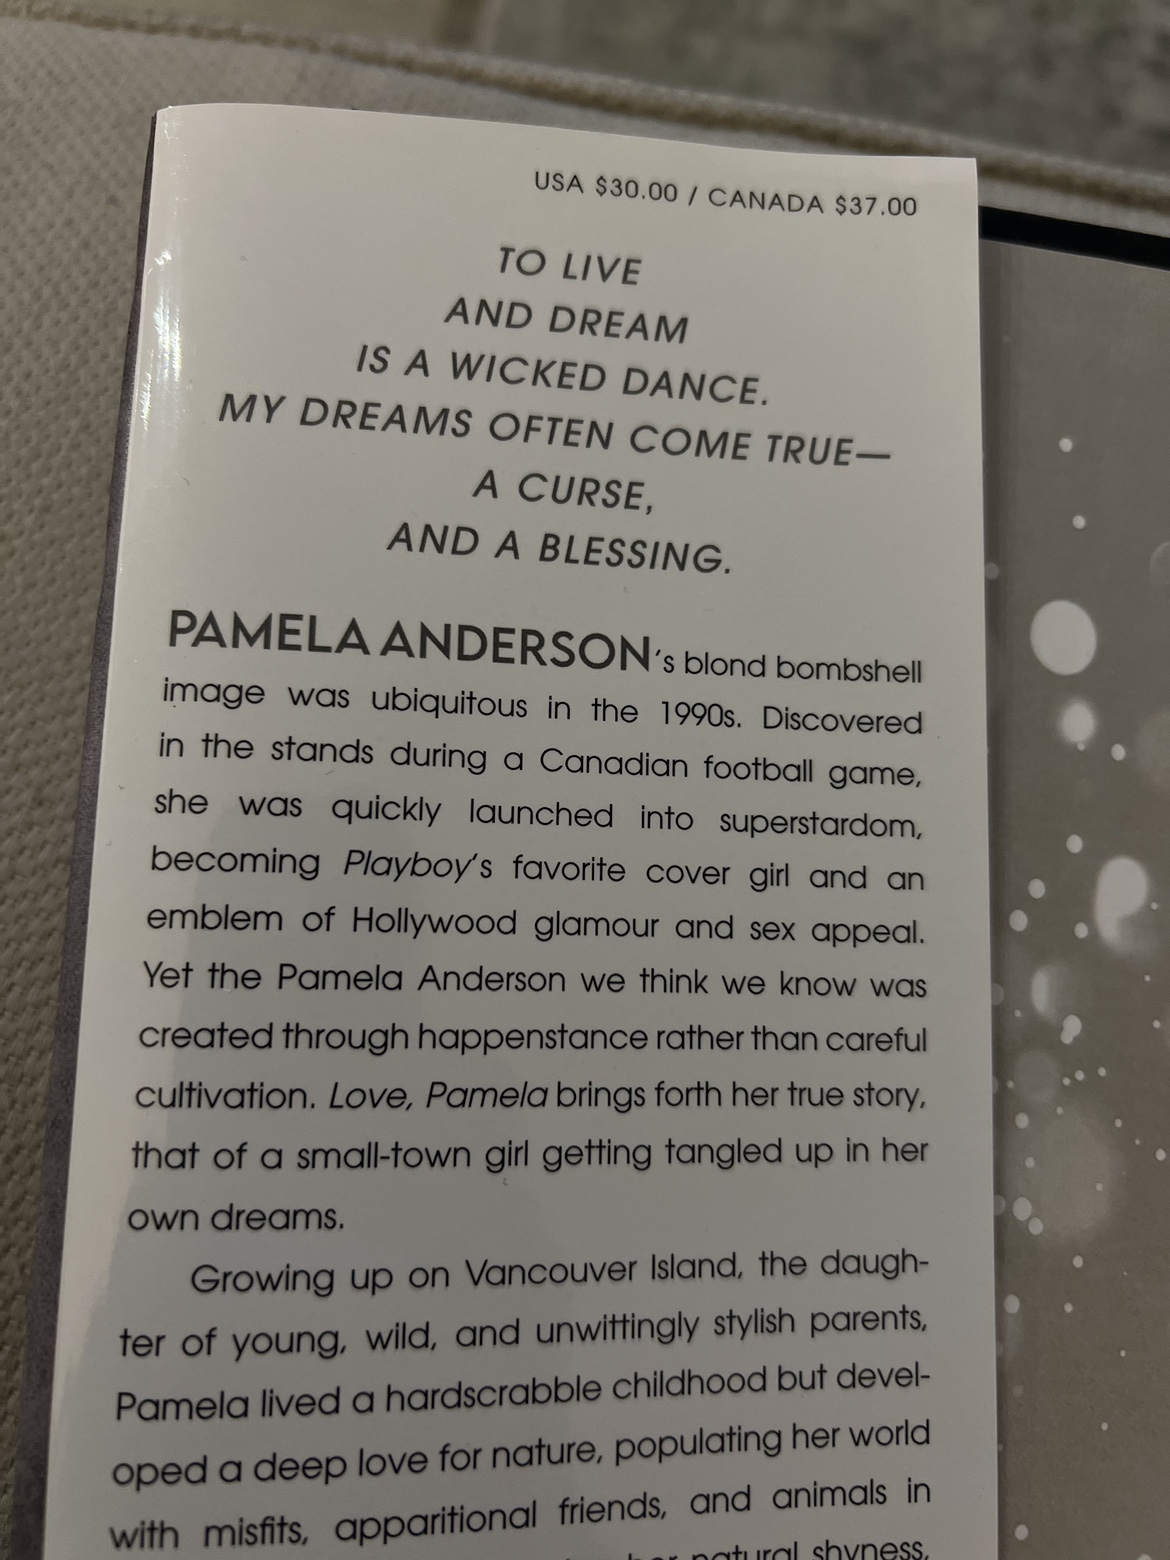 USA $30.00 / CANADA $37.00
TO LIVE
AND DREAM
IS A WICKED DANCE.
MY DREAMS OFTEN COME TRUE—
A CURSE,
AND A BLESSING.
PAMELA ANDERSON's blond bombshell
image was ubiquitous in the 1990s. Discovered
in the stands during a Canadian football game,
she was quickly launched into superstardom,
becoming Playboy's favorite cover girl and an
emblem of Hollywood glamour and sex appeal.
Yet the Pamela Anderson we think we know was
created through happenstance rather than careful
cultivation. Love, Pamela brings forth her true story,
that of a small-town girl getting tangled up in her
own dreams.
Growing up on Vancouver Island, the daugh-
ter of young, wild, and unwittingly stylish parents,
Pamela lived a hardscrabble childhood but devel-
oped a deep love for nature, populating her world
with misfits, apparitional friends, and animals in
her natural shyness,